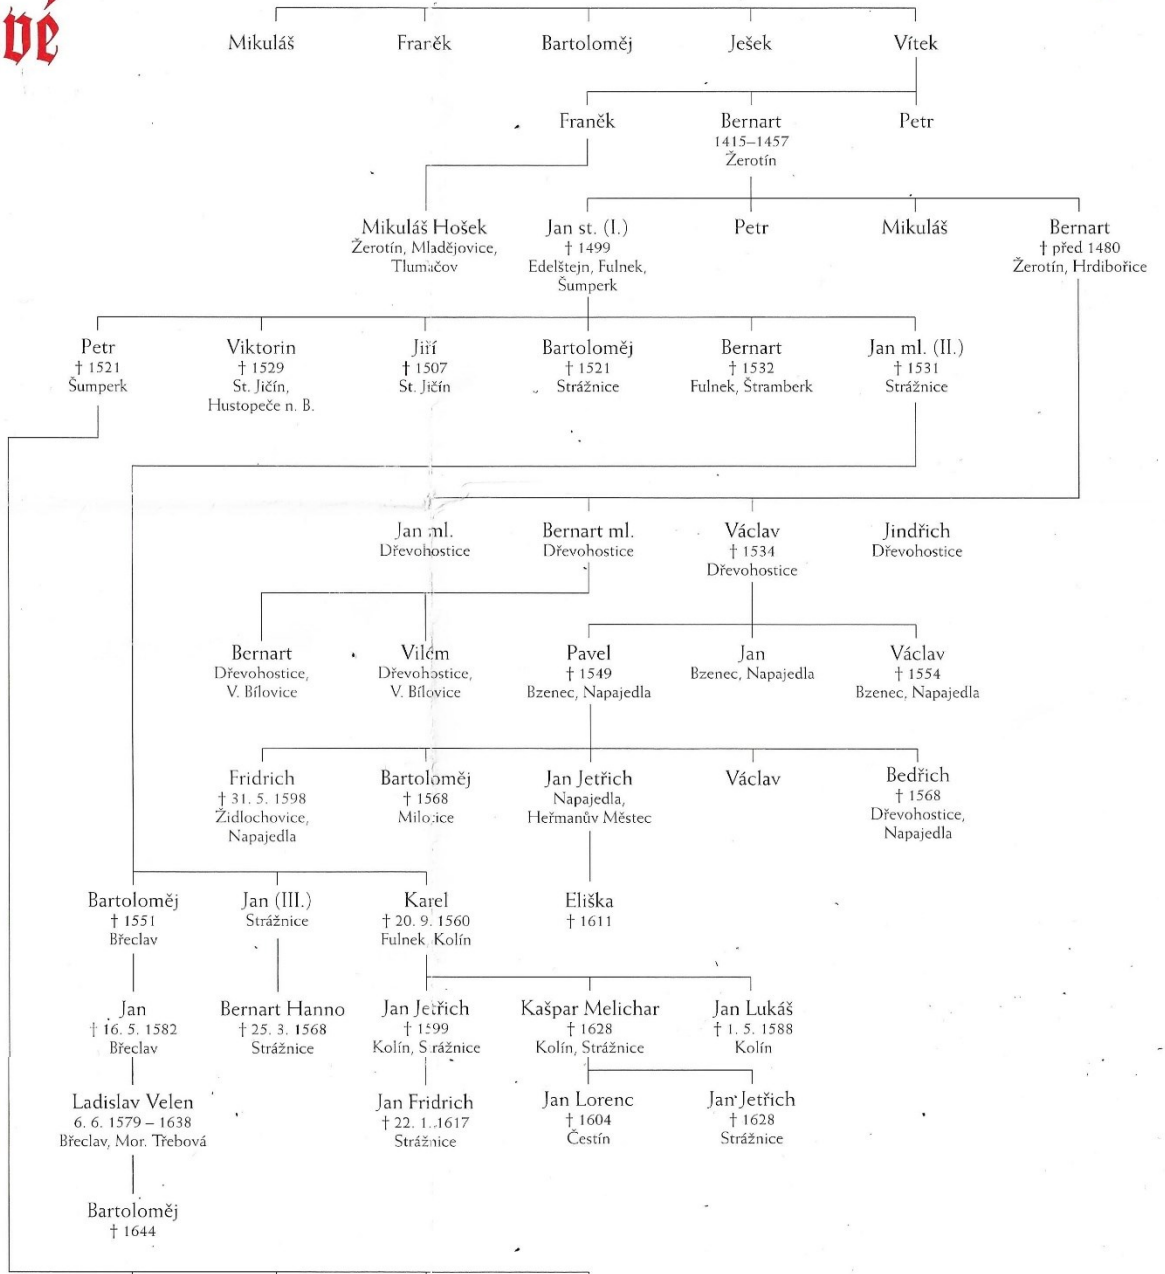 vé
Mikuláš Franěk Bartoloměj Ješek Vítek
Franěk Bernart Petr
1415–1457
Žerotín
Mikuláš Hošek Jan st. (I.) Petr Mikuláš Bernart
Žerotín, Mladějovice, † 1499 † před 1480
Tlumačov Edelštejn, Fulnek, Žerotín, Hrdibořice
Šumperk
Petr Viktorin Jiří Bartoloměj Bernart Jan ml. (II.)
† 1521 † 1529 † 1507 † 1521 † 1532 † 1531
Šumperk St. Jičín, St. Jičín Strážnice Fulnek, Štramberk Strážnice
Hustopeče n. B.
Jan ml. Bernart ml. Václav Jindřich
Dřevohostice Dřevohostice † 1534 Dřevohostice
Dřevohostice
Bernart Vilém Pavel Jan Václav
Dřevohostice, Dřevohostice, † 1549 Bzenec, Napajedla † 1554
V. Bílovice V. Bílovice Bzenec, Napajedla Bzenec, Napajedla
Fridrich Bartoloměj Jan Jetřich Václav Bedřich
† 31. 5. 1598 † 1568 Napajedla, † 1568
Židlochovice, Milotice Heřmanův Městec Dřevohostice,
Napajedla Napajedla
Bartoloměj Jan (III.) Karel Eliška
† 1551 Strážnice † 20. 9. 1560 † 1611
Břeclav Fulnek, Kolín
Jan Bernart Hanno Jan Jetřich Kašpar Melichar Jan Lukáš
† 16. 5. 1582 † 25. 3. 1568 † 1599 † 1628 † 1. 5. 1588
Břeclav Strážnice Kolín, Strážnice Kolín, Strážnice Kolín
Ladislav Velen Jan Fridrich Jan Lorenc Jan Jetřich
6. 6. 1579 – 1638 † 22. 1. 1617 † 1604 † 1628
Břeclav, Mor. Třebová Strážnice Čestín Strážnice
Bartoloměj
† 1644